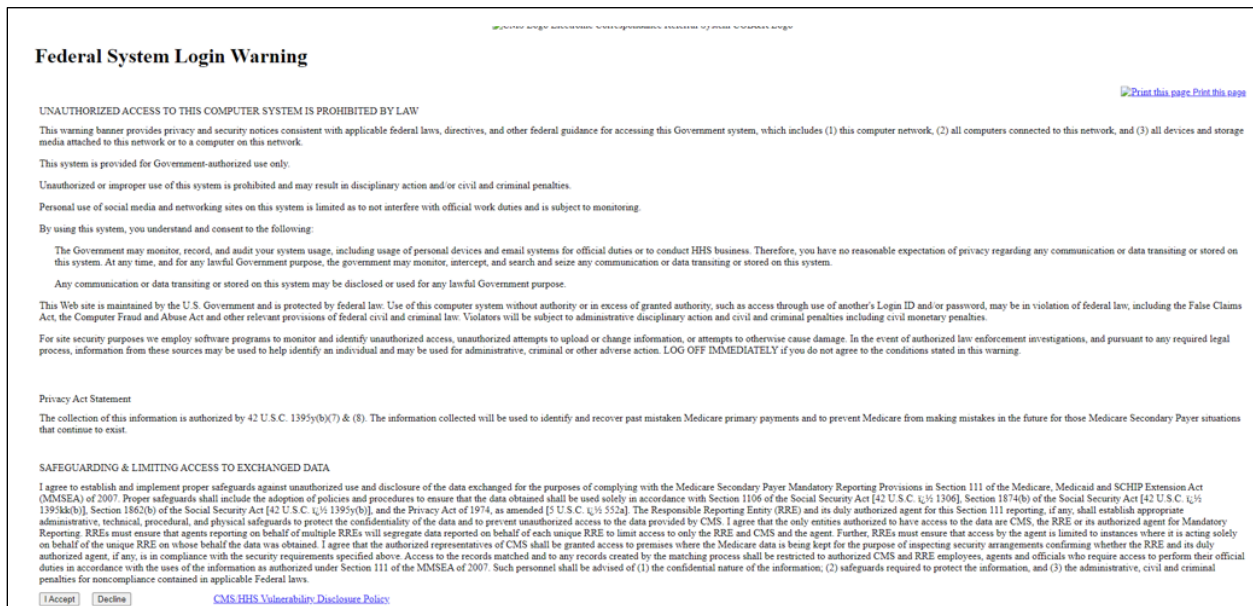 CMS Logo Electronic Correspondence Referral System COB&R Logo
Federal System Login Warning
Print this page Print this page
UNAUTHORIZED ACCESS TO THIS COMPUTER SYSTEM IS PROHIBITED BY LAW
This warning banner provides privacy and security notices consistent with applicable federal laws, directives, and other federal guidance for accessing this Government system, which includes (1) this computer network, (2) all computers connected to this network, and (3) all devices and storage
media attached to this network or to a computer on this network.
This system is provided for Government-authorized use only.
Unauthorized or improper use of this system is prohibited and may result in disciplinary action and/or civil and criminal penalties.
Personal use of social media and networking sites on this system is limited as to not interfere with official work duties and is subject to monitoring.
By using this system, you understand and consent to the following:
The Government may monitor, record, and audit your system usage, including usage of personal devices and email systems for official duties or to conduct HHS business. Therefore, you have no reasonable expectation of privacy regarding any communication or data transiting or stored on
this system. At any time, and for any lawful Government purpose, the government may monitor, intercept, and search and seize any communication or data transiting or stored on this system.
Any communication or data transiting or stored on this system may be disclosed or used for any lawful Government purpose.
This Web site is maintained by the U.S. Government and is protected by federal law. Use of this computer system without authority or in excess of granted authority, such as access through use of another's Login ID and/or password, may be in violation of federal law, including the False Claims
Act, the Computer Fraud and Abuse Act and other relevant provisions of federal civil and criminal law. Violators will be subject to administrative disciplinary action and civil and criminal penalties including civil monetary penalties.
For site security purposes we employ software programs to monitor and identify unauthorized access, unauthorized attempts to upload or change information, or attempts to otherwise cause damage. In the event of authorized law enforcement investigations, and pursuant to any required legal
process, information from these sources may be used to help identify an individual and may be used for administrative, criminal or other adverse action. LOG OFF IMMEDIATELY if you do not agree to the conditions stated in this warning.
Privacy Act Statement
The collection of this information is authorized by 42 U.S.C. 1395y(b)(7) & (8). The information collected will be used to identify and recover past mistaken Medicare primary payments and to prevent Medicare from making mistakes in the future for those Medicare Secondary Payer situations
that continue to exist.
SAFEGUARDING & LIMITING ACCESS TO EXCHANGED DATA
I agree to establish and implement proper safeguards against unauthorized use and disclosure of the data exchanged for the purposes of complying with the Medicare Secondary Payer Mandatory Reporting Provisions in Section 111 of the Medicare, Medicaid and SCHIP Extension Act
(MMSEA) of 2007. Proper safeguards shall include the adoption of policies and procedures to ensure that the data obtained shall be used solely in accordance with Section 1106 of the Social Security Act [42 U.S.C. ï¿½ 1306], Section 1874(b) of the Social Security Act [42 U.S.C. ï¿½
1395kk(b)], Section 1862(b) of the Social Security Act [42 U.S.C. ï¿½ 1395y(b)], and the Privacy Act of 1974, as amended [5 U.S.C. ï¿½ 552a]. The Responsible Reporting Entity (RRE) and its duly authorized agent for this Section 111 reporting, if any, shall establish appropriate
administrative, technical, procedural, and physical safeguards to protect the confidentiality of the data and to prevent unauthorized access to the data provided by CMS. I agree that the only entities authorized to have access to the data are CMS, the RRE or its authorized agent for Mandatory
Reporting. RREs must ensure that agents reporting on behalf of multiple RREs will segregate data reported on behalf of each unique RRE to limit access to only the RRE and CMS and the agent. Further, RREs must ensure that access by the agent is limited to instances where it is acting solely
on behalf of the unique RRE on whose behalf the data was obtained. I agree that the authorized representatives of CMS shall be granted access to premises where the Medicare data is being kept for the purpose of inspecting security arrangements confirming whether the RRE and its duly
authorized agent, if any, is in compliance with the security requirements specified above. Access to the records matched and to any records created by the matching process shall be restricted to authorized CMS and RRE employees, agents and officials who require access to perform their official
duties in accordance with the uses of the information as authorized under Section 111 of the MMSEA of 2007. Such personnel shall be advised of (1) the confidential nature of the information; (2) safeguards required to protect the information, and (3) the administrative, civil and criminal
penalties for noncompliance contained in applicable Federal laws.
I Accept Decline CMS/HHS Vulnerability Disclosure Policy